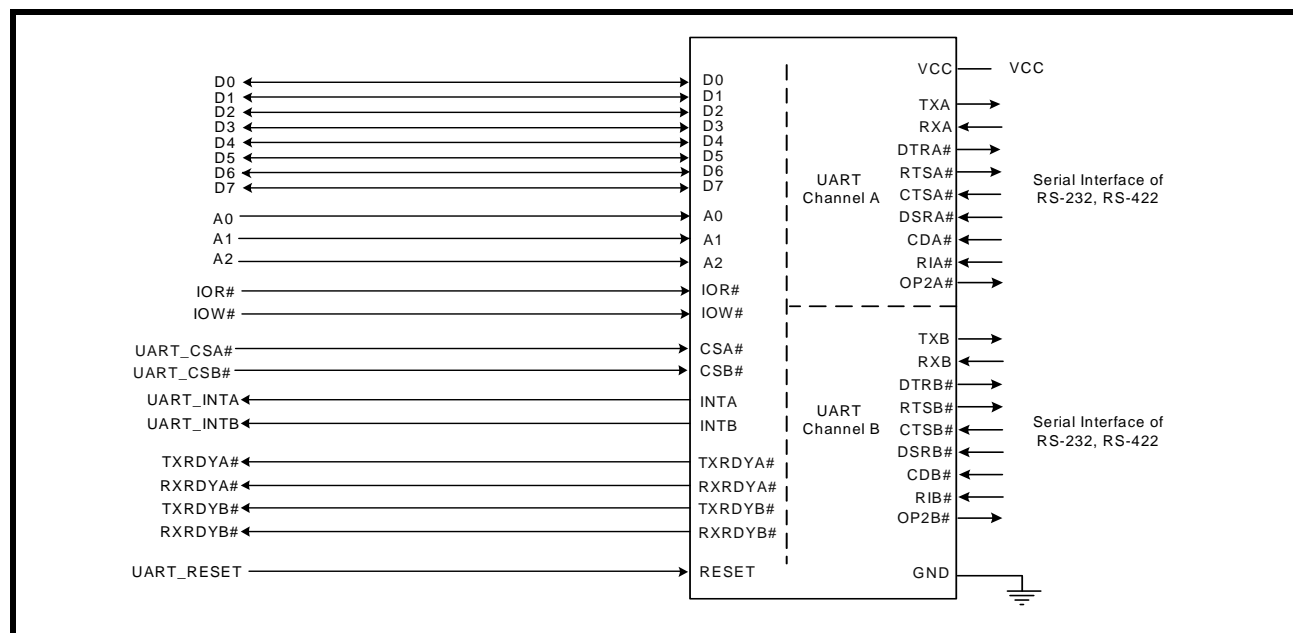 D0 D0
D1 D1
D2 D2
D3 D3
D4 D4
D5 D5
D6 D6
D7 D7
A0 A0
A1 A1
A2 A2
IOR# IOR#
IOW# IOW#
UART_CSA# CSA#
UART_CSB# CSB#
UART_INTA INTA
UART_INTB INTB
TXRDYA# TXRDYA#
RXRDYA# RXRDYA#
TXRDYB# TXRDYB#
RXRDYB# RXRDYB#
UART_RESET RESET
UART
Channel A
UART
Channel B
VCC VCC
TXA
RXA
DTRA#
RTSA#
CTSA#
DSRA#
CDA#
RIA#
OP2A#
Serial Interface of
RS-232, RS-422
TXB
RXB
DTRB#
RTSB#
CTSB#
DSRB#
CDB#
RIB#
OP2B#
Serial Interface of
RS-232, RS-422
GND